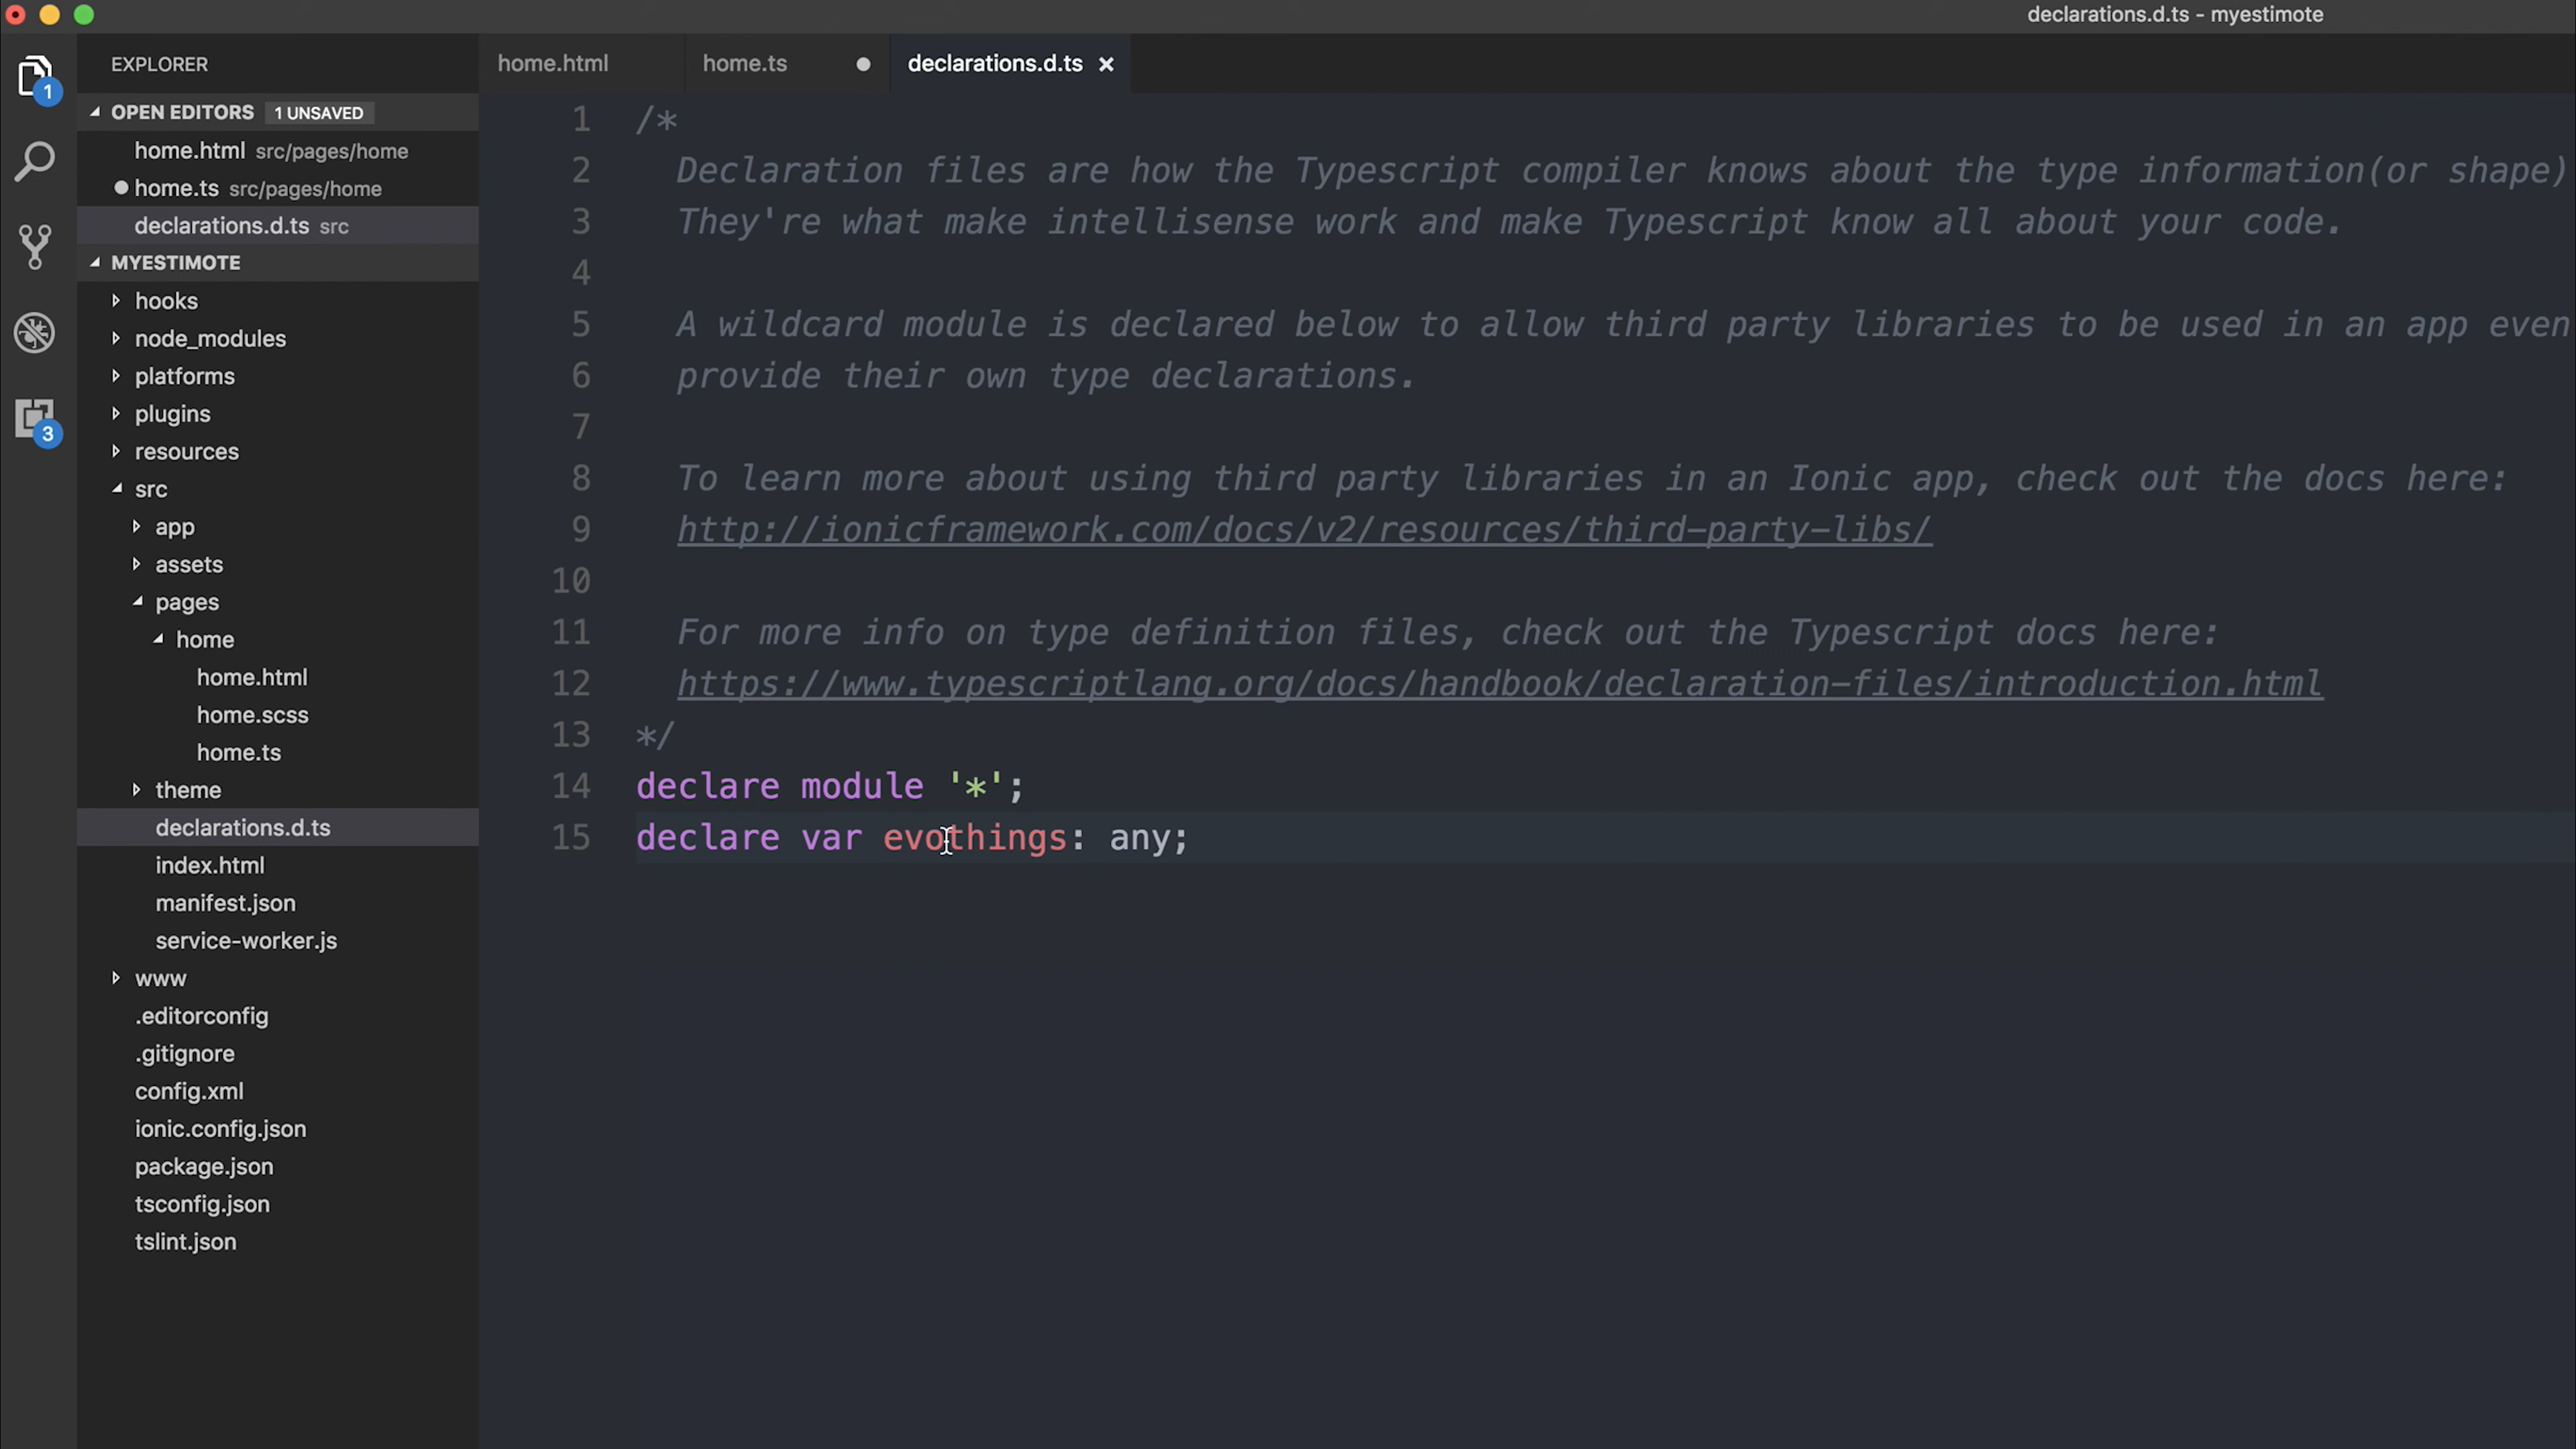 declarations.d.ts - myestimote
EXPLORER
1
OPEN EDITORS 1 UNSAVED
home.html src/pages/home
home.ts src/pages/home
declarations.d.ts src
MYESTIMOTE
hooks
node_modules
platforms
plugins
3
resources
src
app
assets
pages
home
home.html
home.scss
home.ts
theme
declarations.d.ts
index.html
manifest.json
service-worker.js
www
.editorconfig
.gitignore
config.xml
ionic.config.json
package.json
tsconfig.json
tslint.json
home.html home.ts declarations.d.ts
1 /*
2 Declaration files are how the Typescript compiler knows about the type information(or shape)
3 They're what make intellisense work and make Typescript know all about your code.
4
5 A wildcard module is declared below to allow third party libraries to be used in an app even
6 provide their own type declarations.
7
8 To learn more about using third party libraries in an Ionic app, check out the docs here:
9 http://ionicframework.com/docs/v2/resources/third-party-libs/
10
11 For more info on type definition files, check out the Typescript docs here:
12 https://www.typescriptlang.org/docs/handbook/declaration-files/introduction.html
13 */
14 declare module '*';
15 declare var evothings: any;